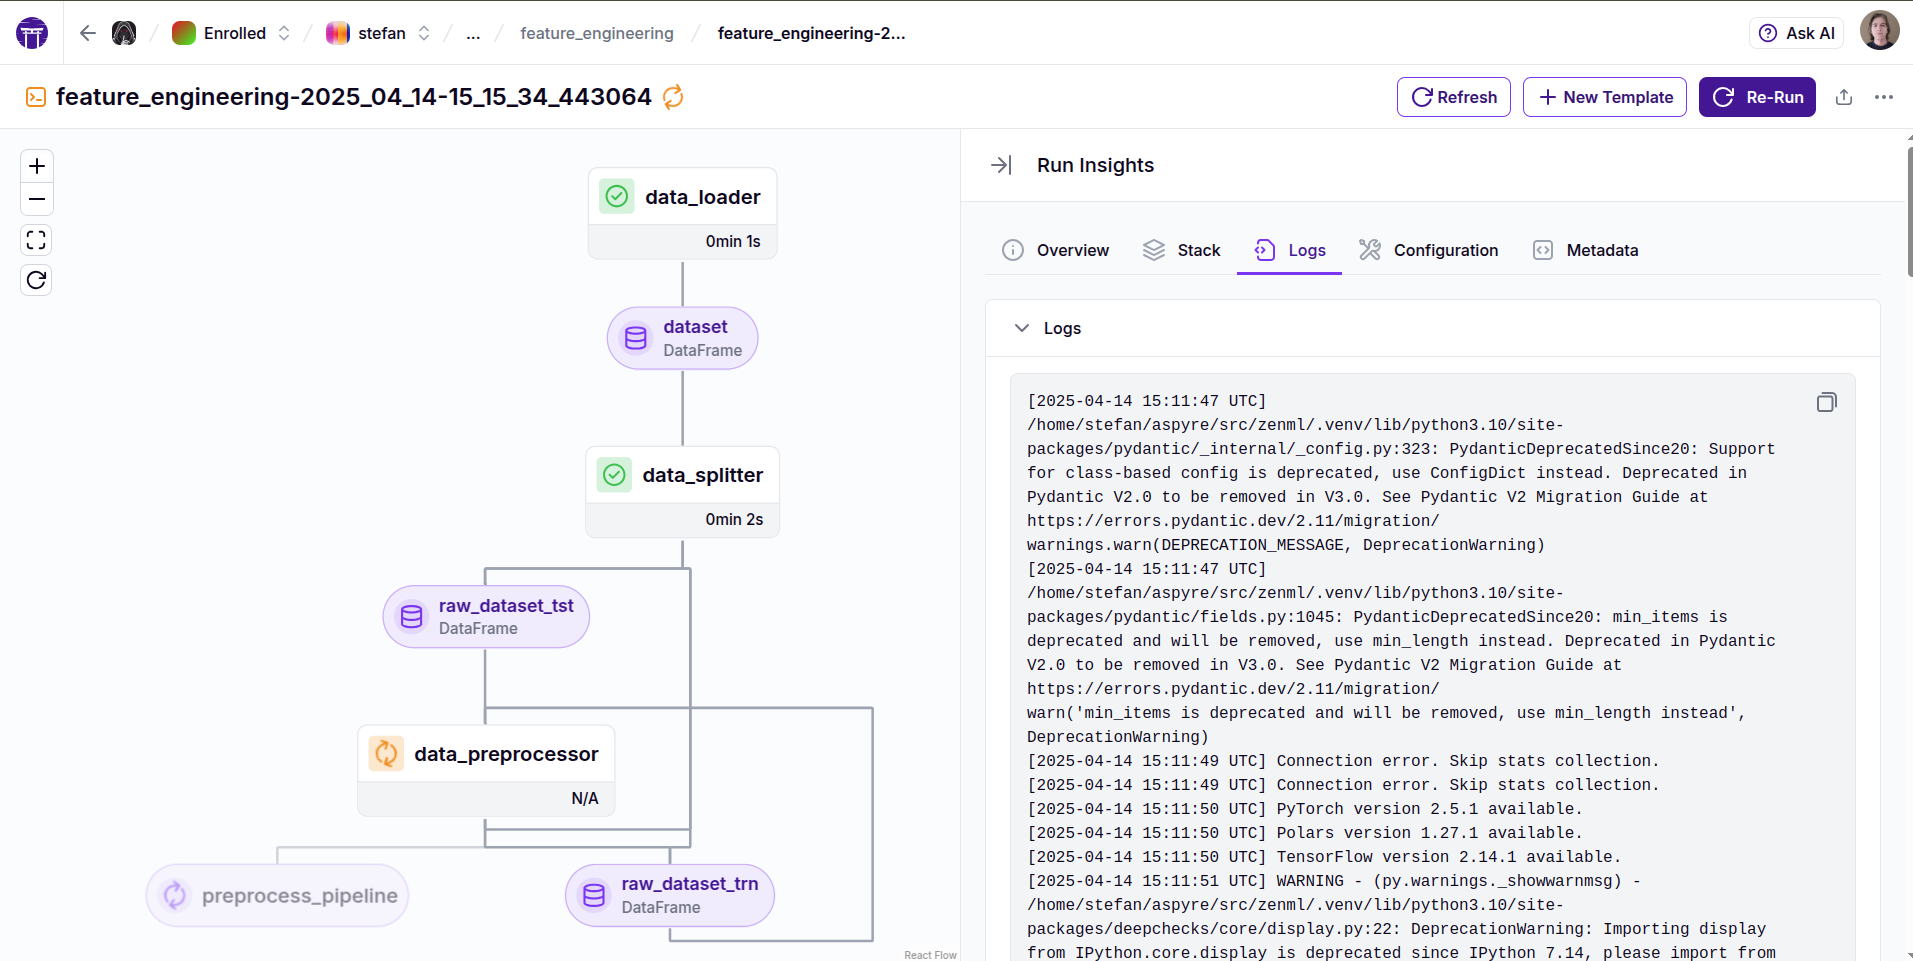 Enrolled / stefan / ... / feature_engineering / feature_engineering-2...
Ask AI
feature_engineering-2025_04_14-15_15_34_443064
Refresh
New Template
Re-Run
data_loader
0min 1s
dataset
DataFrame
data_splitter
0min 2s
raw_dataset_tst
DataFrame
data_preprocessor
N/A
preprocess_pipeline
raw_dataset_trn
DataFrame
React Flow
Run Insights
Overview
Stack
Logs
Configuration
Metadata
Logs
[2025-04-14 15:11:47 UTC]
/home/stefan/aspyre/src/zenml/.venv/lib/python3.10/site-
packages/pydantic/_internal/_config.py:323: PydanticDeprecatedSince20: Support
for class-based config is deprecated, use ConfigDict instead. Deprecated in
Pydantic V2.0 to be removed in V3.0. See Pydantic V2 Migration Guide at
https://errors.pydantic.dev/2.11/migration/
warnings.warn(DEPRECATION_MESSAGE, DeprecationWarning)
[2025-04-14 15:11:47 UTC]
/home/stefan/aspyre/src/zenml/.venv/lib/python3.10/site-
packages/pydantic/fields.py:1045: PydanticDeprecatedSince20: min_items is
deprecated and will be removed, use min_length instead. Deprecated in Pydantic
V2.0 to be removed in V3.0. See Pydantic V2 Migration Guide at
https://errors.pydantic.dev/2.11/migration/
warn('min_items is deprecated and will be removed, use min_length instead',
DeprecationWarning)
[2025-04-14 15:11:49 UTC] Connection error. Skip stats collection.
[2025-04-14 15:11:49 UTC] Connection error. Skip stats collection.
[2025-04-14 15:11:50 UTC] PyTorch version 2.5.1 available.
[2025-04-14 15:11:50 UTC] Polars version 1.27.1 available.
[2025-04-14 15:11:50 UTC] TensorFlow version 2.14.1 available.
[2025-04-14 15:11:51 UTC] WARNING - (py.warnings._showwarnmsg) -
/home/stefan/aspyre/src/zenml/.venv/lib/python3.10/site-
packages/deepchecks/core/display.py:22: DeprecationWarning: Importing display
from IPython.core.display is deprecated since IPython 7.14, please import from